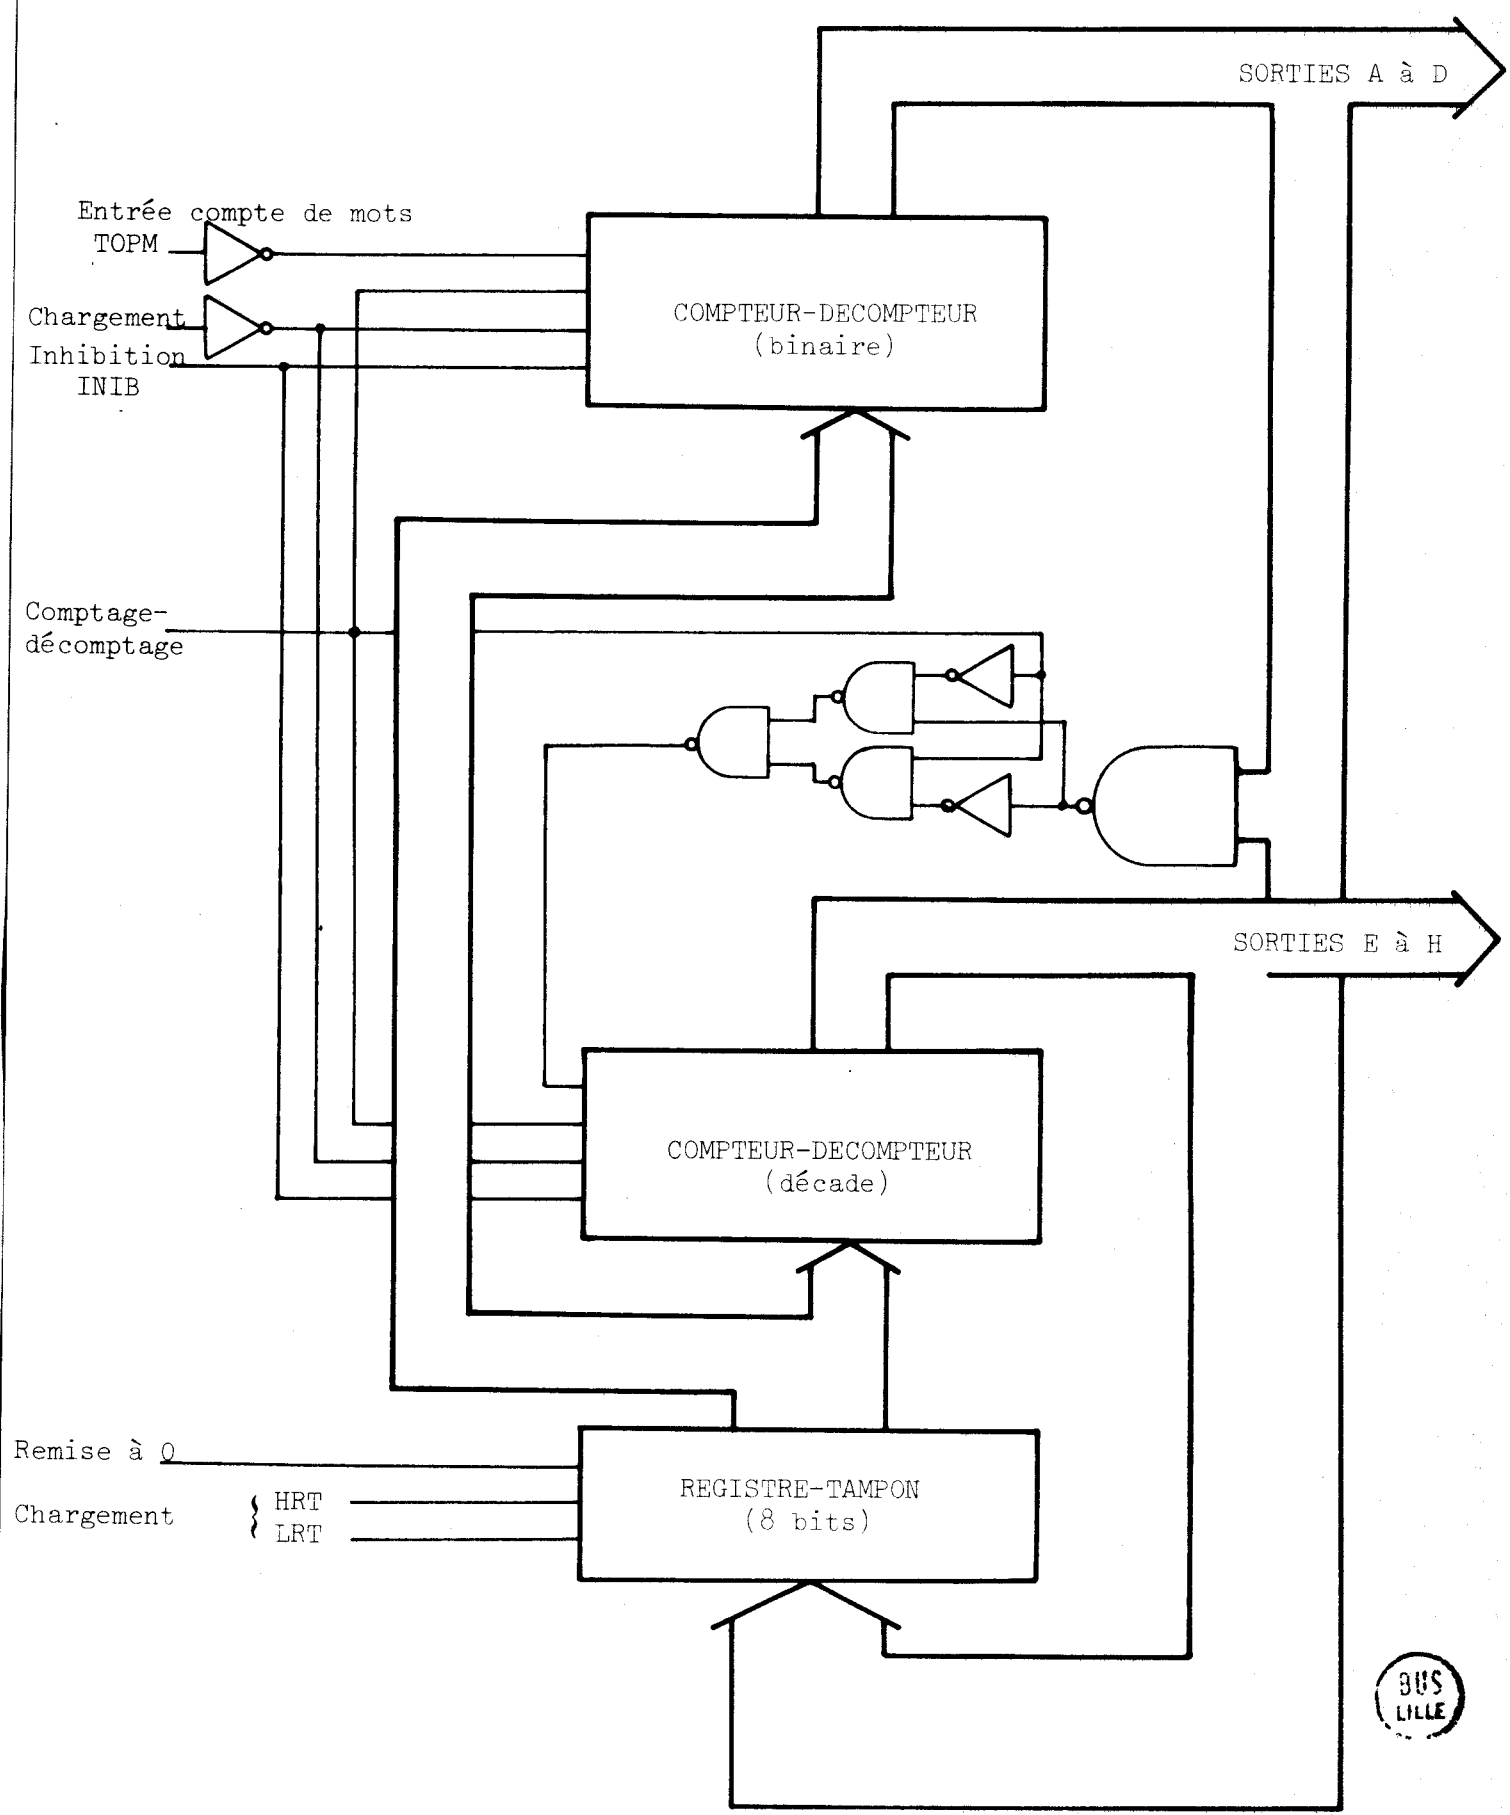 SORTIES A à D
Entrée compte de mots
TOPM
Chargement
Inhibition
INIB
COMPTEUR-DECOMPTEUR
(binaire)
Comptage-
décomptage
SORTIES E à H
COMPTEUR-DECOMPTEUR
(décade)
Remise à 0
Chargement
HRT
LRT
REGISTRE-TAMPON
(8 bits)
BUS
LILLE